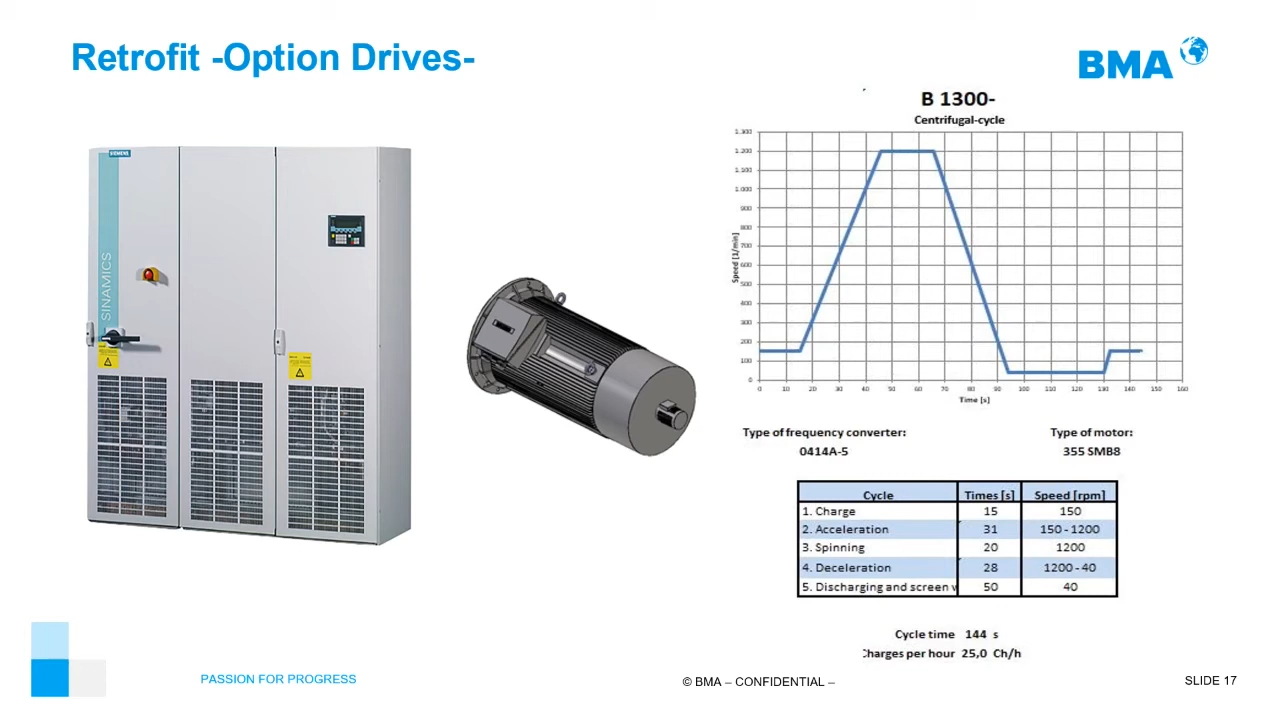 Retrofit -Option Drives-
BMA
SIEMENS
SINAMICS
B 1300-
Centrifugal-cycle
Speed [1/min]
1.300
1.200
1.100
1.000
900
800
700
600
500
400
300
200
100
0
0 10 20 30 40 50 60 70 80 90 100 110 120 130 140 150 160
Time [s]
Type of frequency converter:
0414A-5
Type of motor:
355 SMB8
Cycle Times [s] Speed [rpm]
1. Charge 15 150
2. Acceleration 31 150 - 1200
3. Spinning 20 1200
4. Deceleration 28 1200 - 40
5. Discharging and screen w 50 40
Cycle time 144 s
Charges per hour 25,0 Ch/h
PASSION FOR PROGRESS
© BMA – CONFIDENTIAL –
SLIDE 17